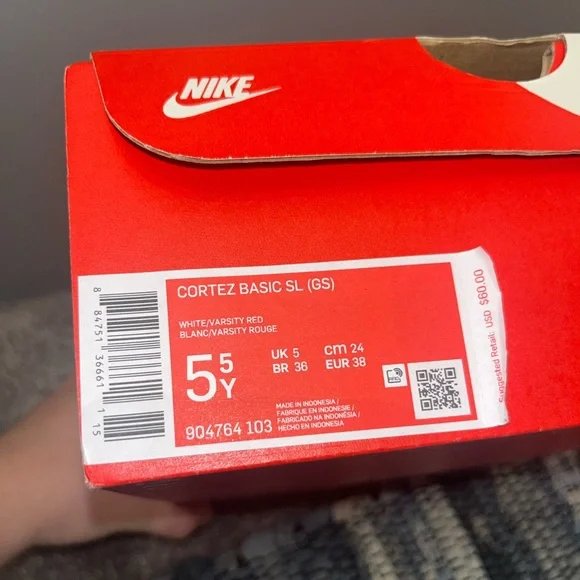 NIKE
CORTEZ BASIC SL (GS)
WHITE/VARSITY RED
BLANC/VARSITY ROUGE
5 5 Y
UK 5 cm 24
BR 36 EUR 38
MADE IN INDONESIA /
FABRIQUE EN INDONESIE /
FABRICADO NA INDONÉSIA /
HECHO EN INDONESIA
904764 103
8 84751 36661 1 15
Suggested Retail: USD $60.00